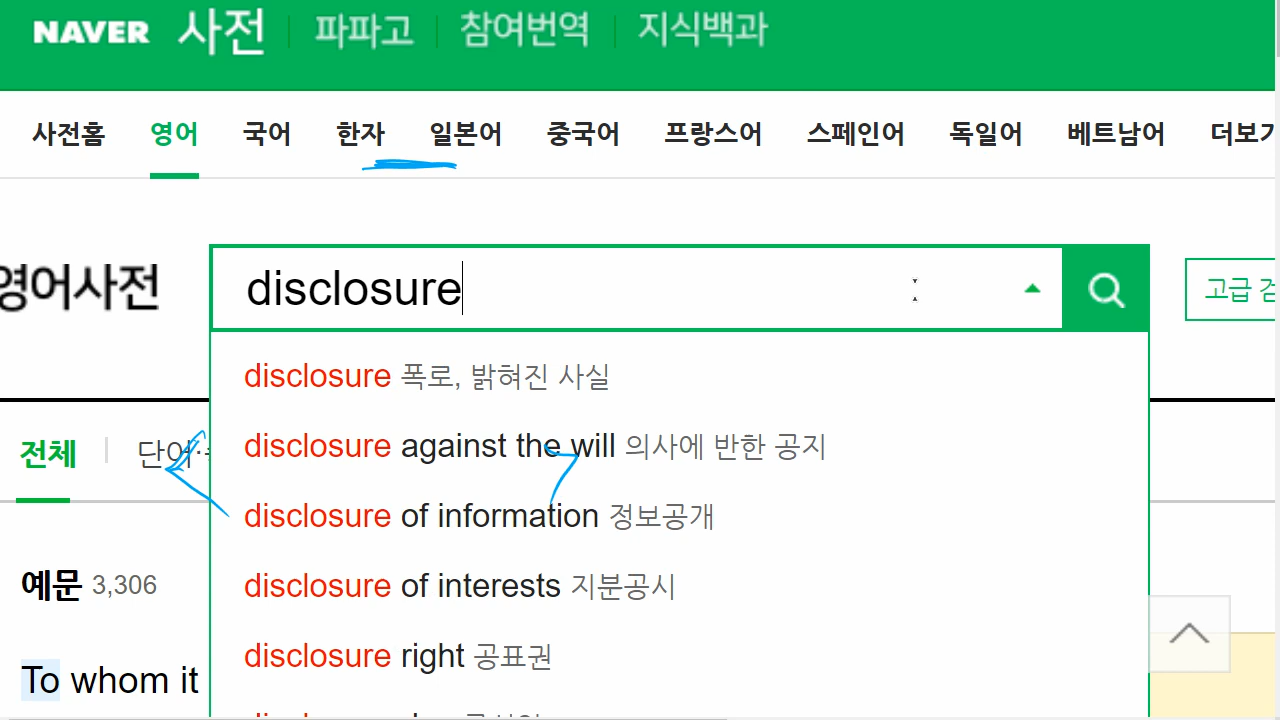 NAVER 사전 파파고 참여번역 지식백과
사전홈 영어 국어 한자 일본어 중국어 프랑스어 스페인어 독일어 베트남어
영어사전 disclosure 고급
disclosure 폭로, 밝혀진 사실
전체 단어·
disclosure against the will 의사에 반한 공지
disclosure of information 정보공개
예문 3,306
disclosure of interests 지분공시
disclosure right 공표권
To whom it